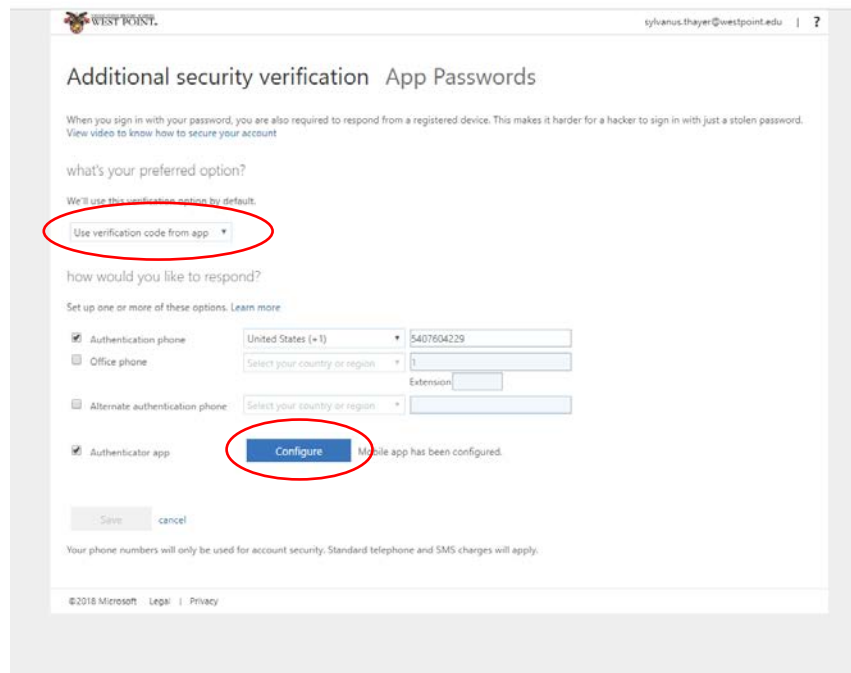 WEST POINT.
sylvanus.thayer@westpoint.edu | ?
Additional security verification App Passwords
When you sign in with your password, you are also required to respond from a registered device. This makes it harder for a hacker to sign in with just a stolen password.
View video to know how to secure your account
what's your preferred option?
We'll use this verification option by default.
Use verification code from app
how would you like to respond?
Set up one or more of these options. Learn more
Authentication phone United States (+1) 5407604229
Office phone Select your country or region 1
Extension
Alternate authentication phone Select your country or region
Authenticator app Configure Mobile app has been configured.
Save cancel
Your phone numbers will only be used for account security. Standard telephone and SMS charges will apply.
©2018 Microsoft Legal | Privacy